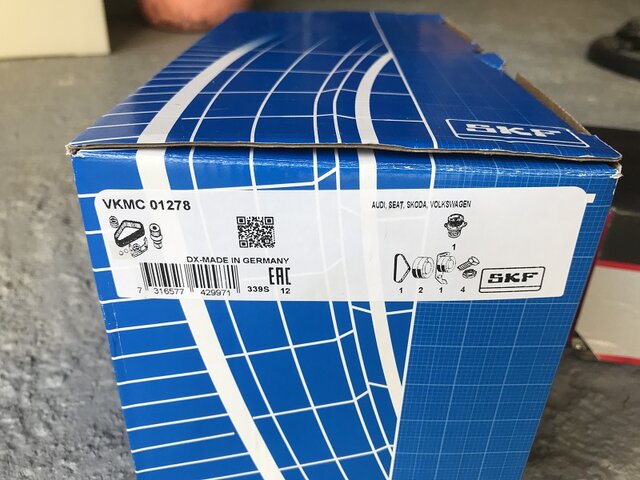 SKF
VKMC 01278
AUDI, SEAT, SKODA, VOLKSWAGEN
1
DX-MADE IN GERMANY
7 316577 429971
339S 12
EAC
1 2 1 4
SKF